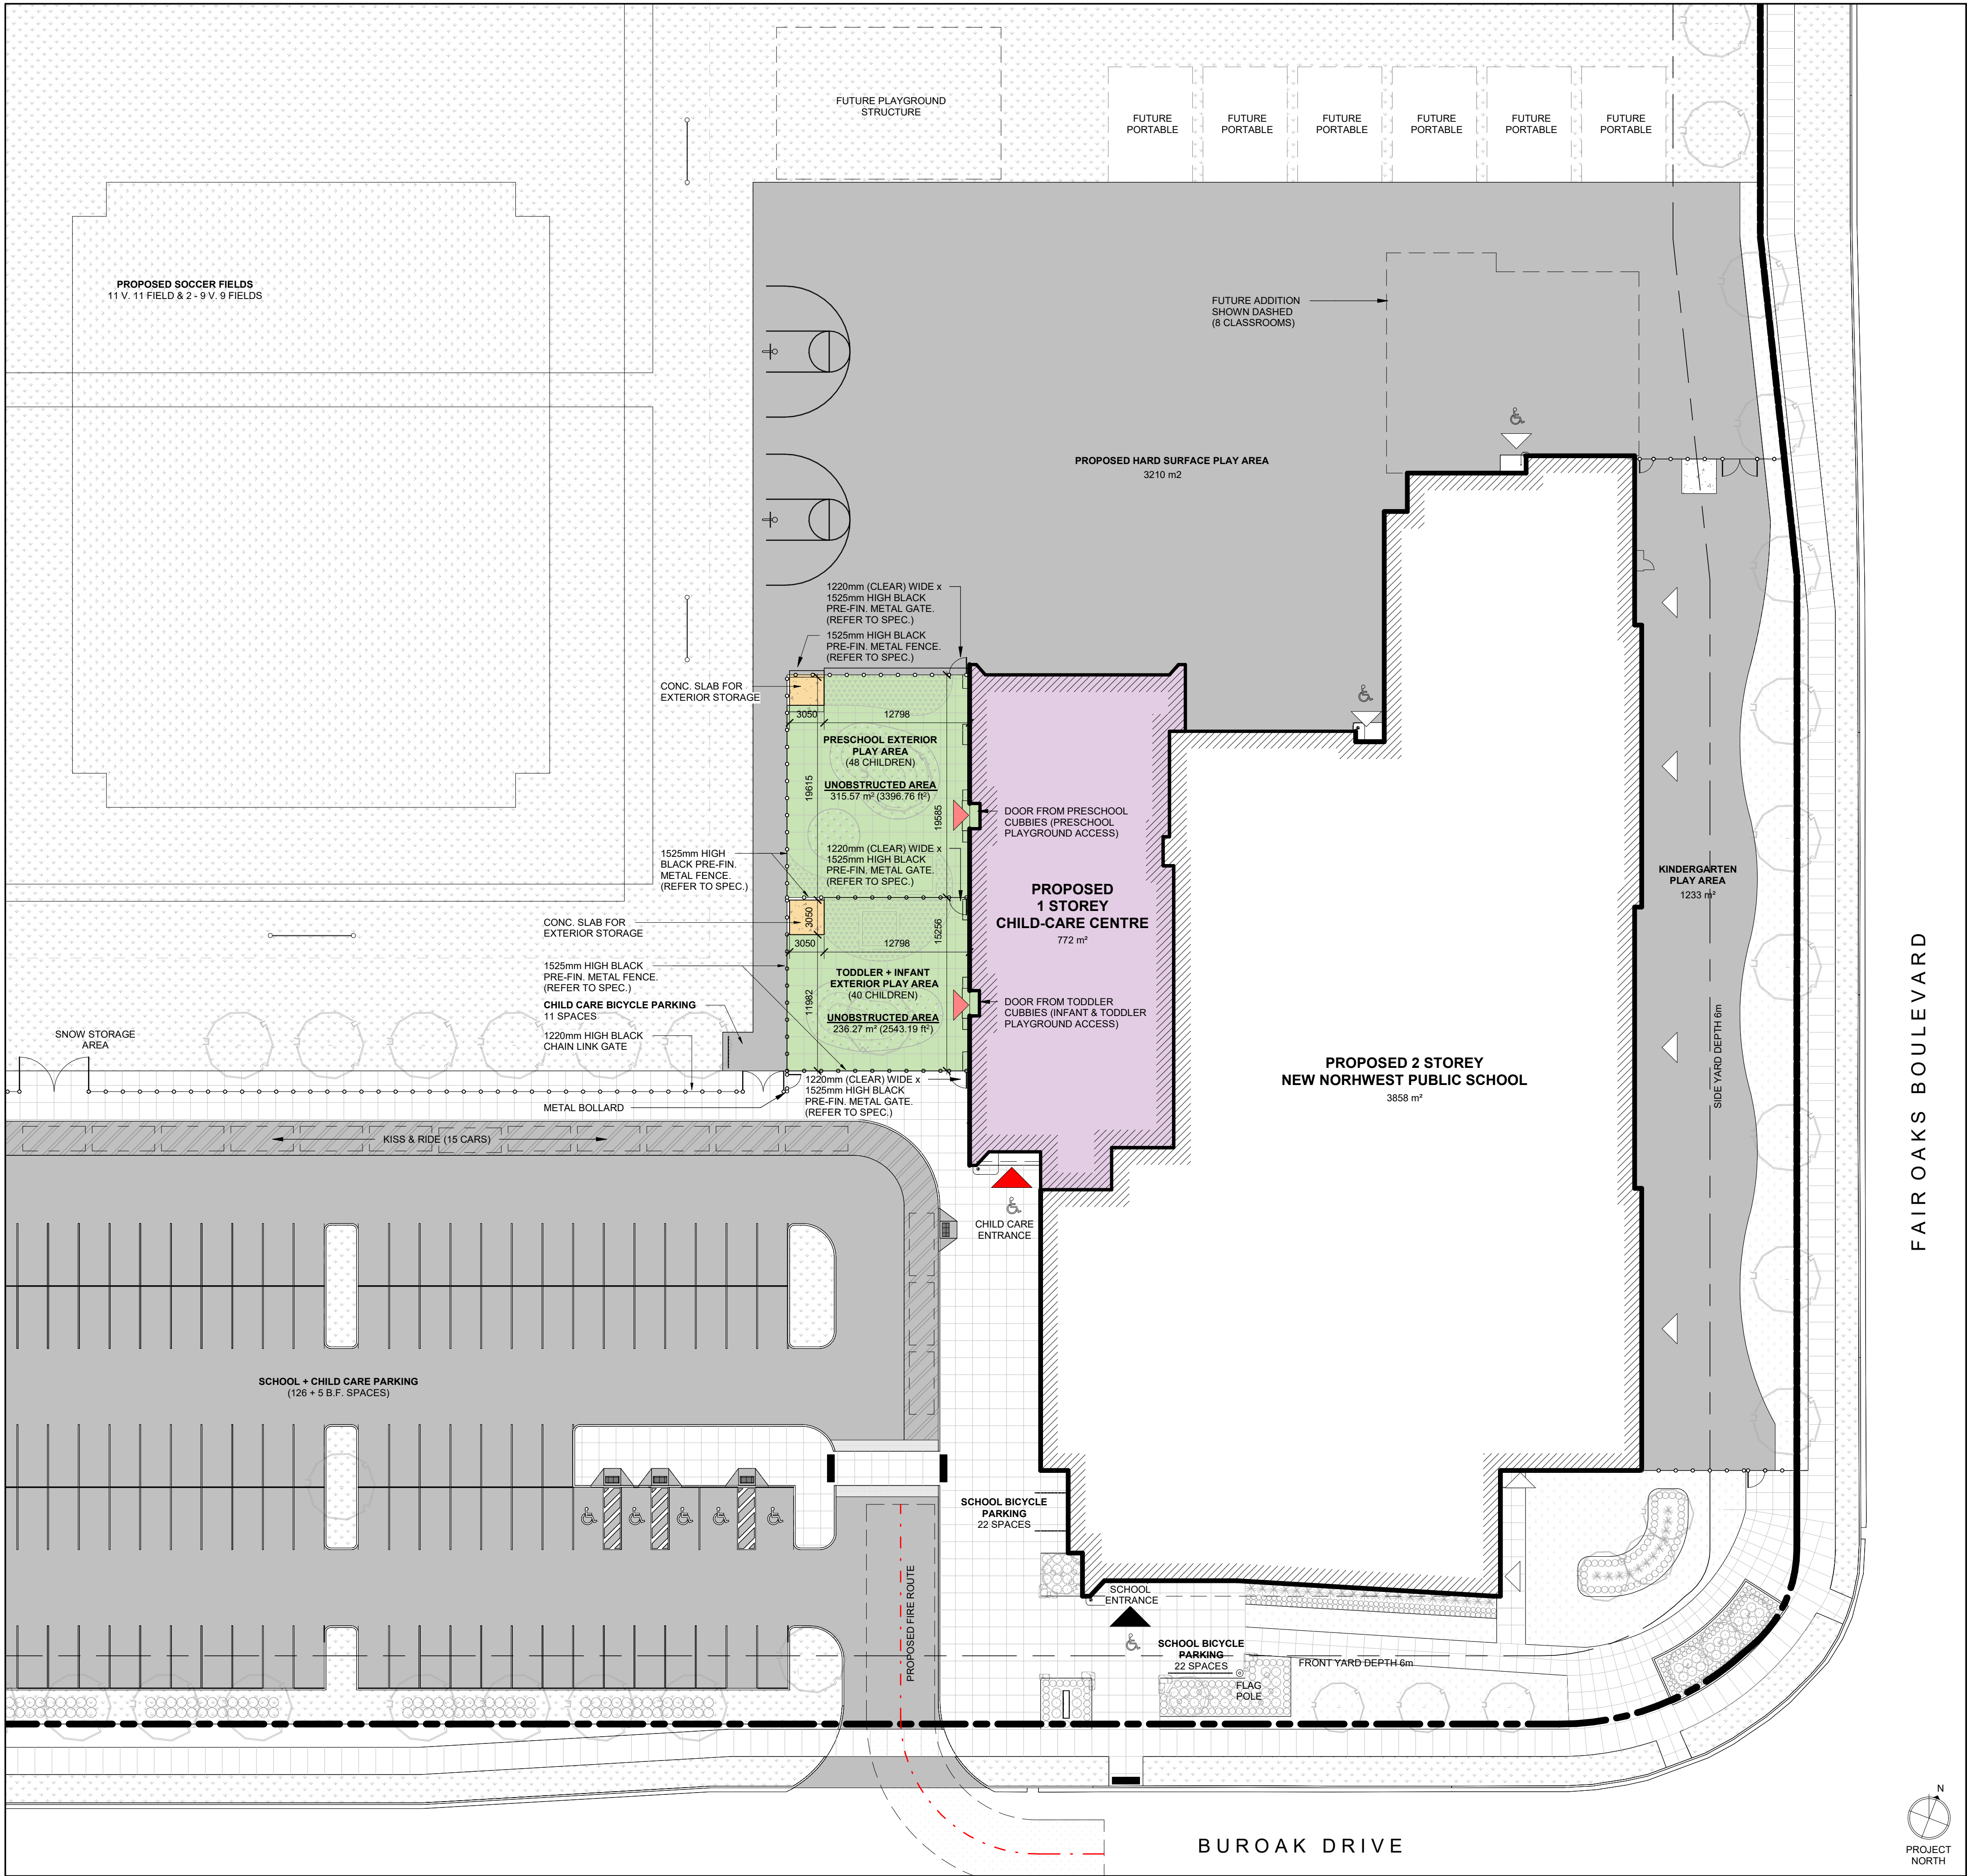 FUTURE PLAYGROUND
STRUCTURE
FUTURE
PORTABLE
FUTURE
PORTABLE
FUTURE
PORTABLE
FUTURE
PORTABLE
FUTURE
PORTABLE
FUTURE
PORTABLE
PROPOSED SOCCER FIELDS
11 V. 11 FIELD & 2 - 9 V. 9 FIELDS
FUTURE ADDITION
SHOWN DASHED
(8 CLASSROOMS)
PROPOSED HARD SURFACE PLAY AREA
3210 m2
1220mm (CLEAR) WIDE x
1525mm HIGH BLACK
PRE-FIN. METAL GATE.
(REFER TO SPEC.)
1525mm HIGH BLACK
PRE-FIN. METAL FENCE.
(REFER TO SPEC.)
CONC. SLAB FOR
EXTERIOR STORAGE
3050
12798
PRESCHOOL EXTERIOR
PLAY AREA
(48 CHILDREN)
UNOBSTRUCTED AREA
315.57 m² (3396.76 ft²)
19615
19585
DOOR FROM PRESCHOOL
CUBBIES (PRESCHOOL
PLAYGROUND ACCESS)
1220mm (CLEAR) WIDE x
1525mm HIGH BLACK
PRE-FIN. METAL GATE.
(REFER TO SPEC.)
1525mm HIGH
BLACK PRE-FIN.
METAL FENCE.
(REFER TO SPEC.)
PROPOSED
1 STOREY
CHILD-CARE CENTRE
772 m²
KINDERGARTEN
PLAY AREA
1233 m²
CONC. SLAB FOR
EXTERIOR STORAGE
3050
3050
12798
15256
1525mm HIGH BLACK
PRE-FIN. METAL FENCE.
(REFER TO SPEC.)
TODDLER + INFANT
EXTERIOR PLAY AREA
(40 CHILDREN)
UNOBSTRUCTED AREA
236.27 m² (2543.19 ft²)
11982
DOOR FROM TODDLER
CUBBIES (INFANT & TODDLER
PLAYGROUND ACCESS)
CHILD CARE BICYCLE PARKING
11 SPACES
1220mm HIGH BLACK
CHAIN LINK GATE
SNOW STORAGE
AREA
METAL BOLLARD
1220mm (CLEAR) WIDE x
1525mm HIGH BLACK
PRE-FIN. METAL GATE.
(REFER TO SPEC.)
PROPOSED 2 STOREY
NEW NORHWEST PUBLIC SCHOOL
3858 m²
SIDE YARD DEPTH 6m
FAIROAKS BOULEVARD
KISS & RIDE (15 CARS)
CHILD CARE
ENTRANCE
SCHOOL + CHILD CARE PARKING
(126 + 5 B.F. SPACES)
SCHOOL BICYCLE
PARKING
22 SPACES
PROPOSED FIRE ROUTE
SCHOOL
ENTRANCE
SCHOOL BICYCLE
PARKING
22 SPACES
FLAG
POLE
FRONT YARD DEPTH 6m
BUROAK DRIVE
N
PROJECT
NORTH